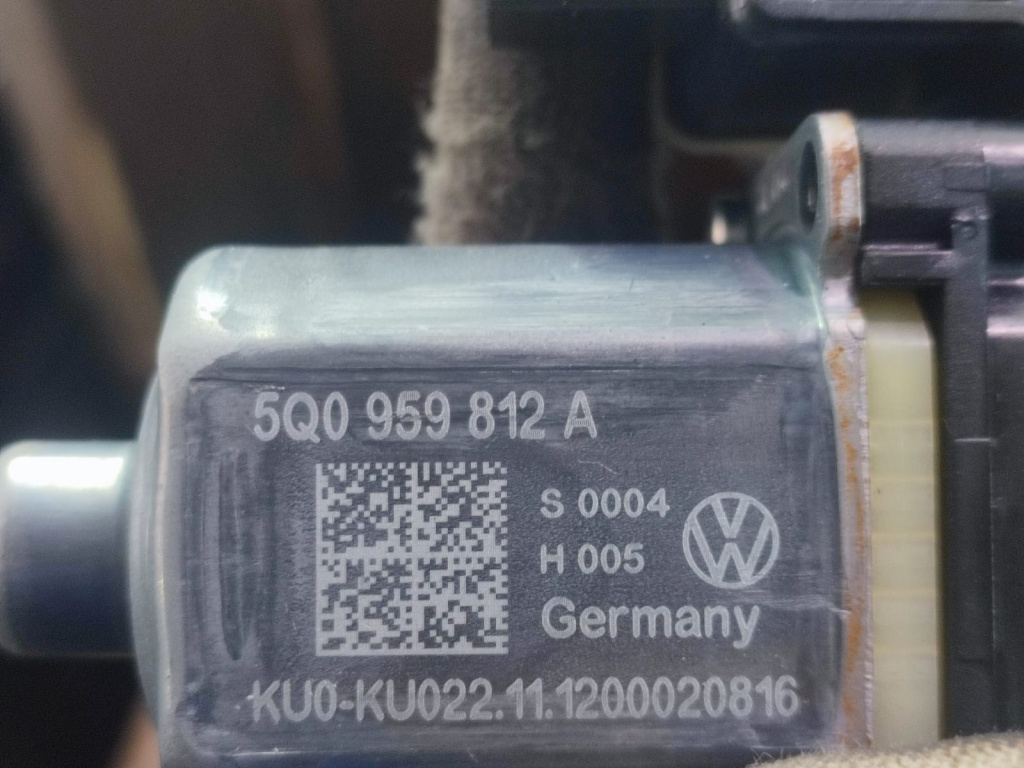 5Q0 959 812 A
S 0004
H 005
Germany
KU0-KU022.11.1200020816